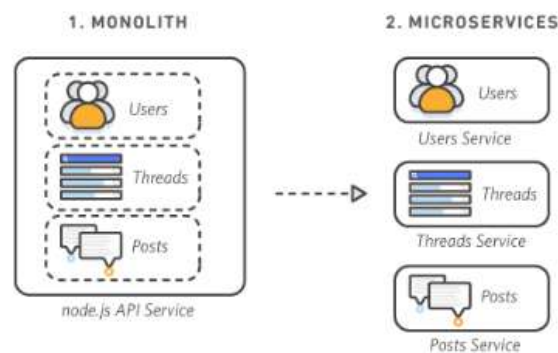 1. MONOLITH
Users
Threads
Posts
node.js API Service
2. MICROSERVICES
Users
Users Service
Threads
Threads Service
Posts
Posts Service